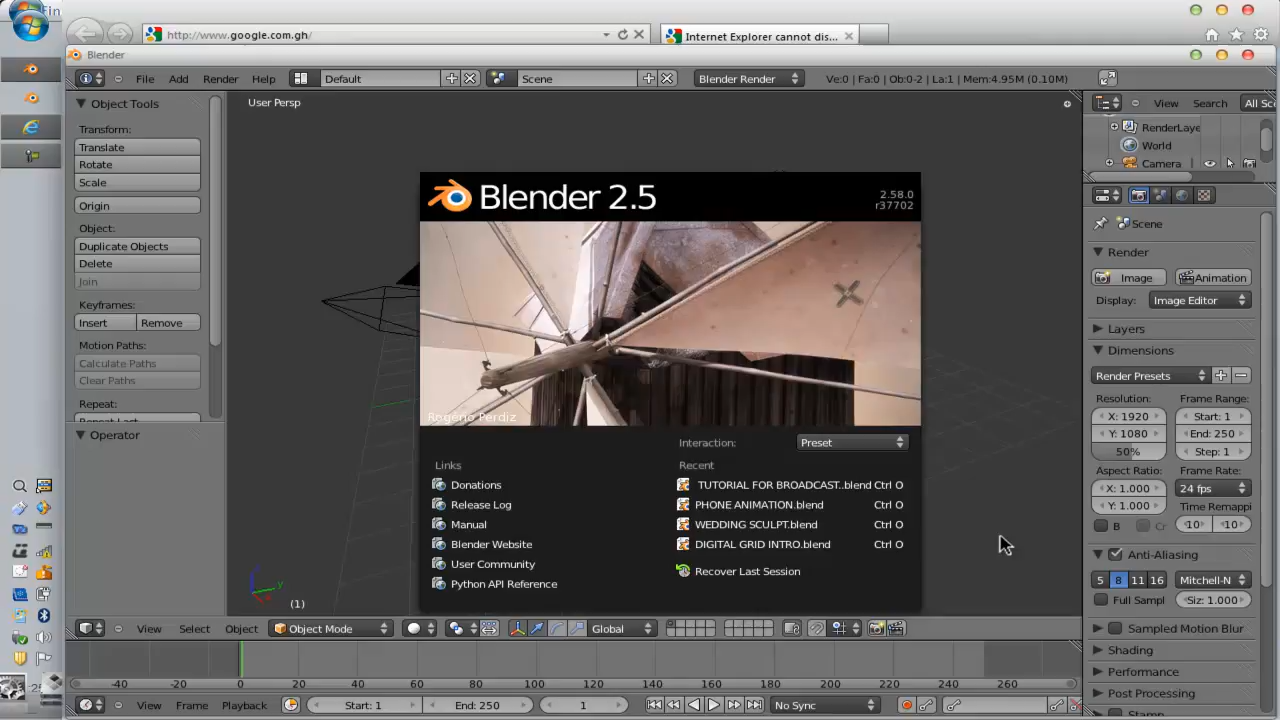 Fin
http://www.google.com.gh/
Internet Explorer cannot dis...
Blender
File Add Render Help
Default
Scene
Blender Render
Ve:0 | Fa:0 | Ob:0-2 | La:1 | Mem:4.95M (0.10M)
View Search All Sc
Object Tools
Transform:
Translate
Rotate
Scale
Origin
Object:
Duplicate Objects
Delete
Join
Keyframes:
Insert Remove
Motion Paths:
Calculate Paths
Clear Paths
Repeat:
Repeat Last
Operator
User Persp
Blender 2.5
2.58.0
r37702
Rogério Perdiz
Interaction: Preset
Links
Donations
Release Log
Manual
Blender Website
User Community
Python API Reference
Recent
TUTORIAL FOR BROADCAST..blend Ctrl O
PHONE ANIMATION.blend Ctrl O
WEDDING SCULPT.blend Ctrl O
DIGITAL GRID INTRO.blend Ctrl O
Recover Last Session
(1)
RenderLaye
World
Camera
Scene
Render
Image Animation
Display: Image Editor
Layers
Dimensions
Render Presets
Resolution: Frame Range:
X: 1920 Start: 1
Y: 1080 End: 250
50% Step: 1
Aspect Ratio: Frame Rate:
X: 1.000 24 fps
Y: 1.000 Time Remappi
B Cr ‹10› ‹10
Anti-Aliasing
5 8 11 16 Mitchell-N
Full Sampl Siz: 1.000
Sampled Motion Blur
Shading
Performance
Post Processing
Stamp
View Select Object Object Mode Global
-40 -20 0 20 40 60 80 100 120 140 160 180 200 220 240 260
View Frame Playback Start: 1 End: 250 1 No Sync